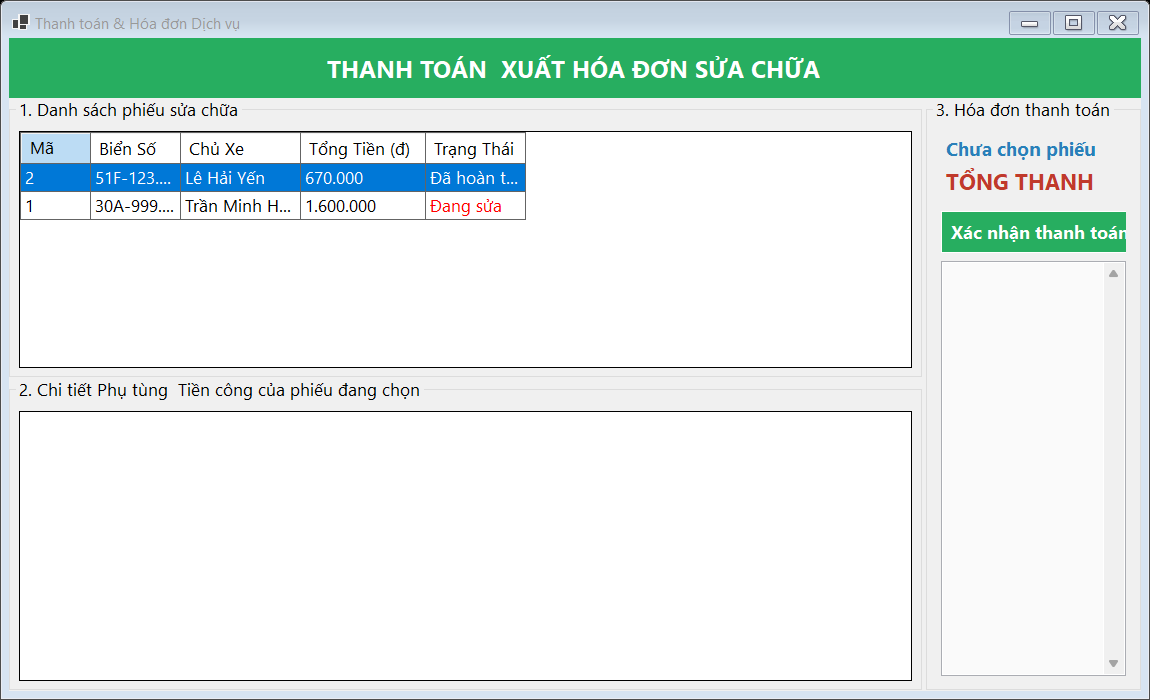 Thanh toán & Hóa đơn Dịch vụ
THANH TOÁN  XUẤT HÓA ĐƠN SỬA CHỮA
1. Danh sách phiếu sửa chữa
Mã Biển Số Chủ Xe Tổng Tiền (đ) Trạng Thái
2 51F-123.... Lê Hải Yến 670.000 Đã hoàn t...
1 30A-999.... Trần Minh H... 1.600.000 Đang sửa
2. Chi tiết Phụ tùng  Tiền công của phiếu đang chọn
3. Hóa đơn thanh toán
Chưa chọn phiếu
TỔNG THANH
Xác nhận thanh toán